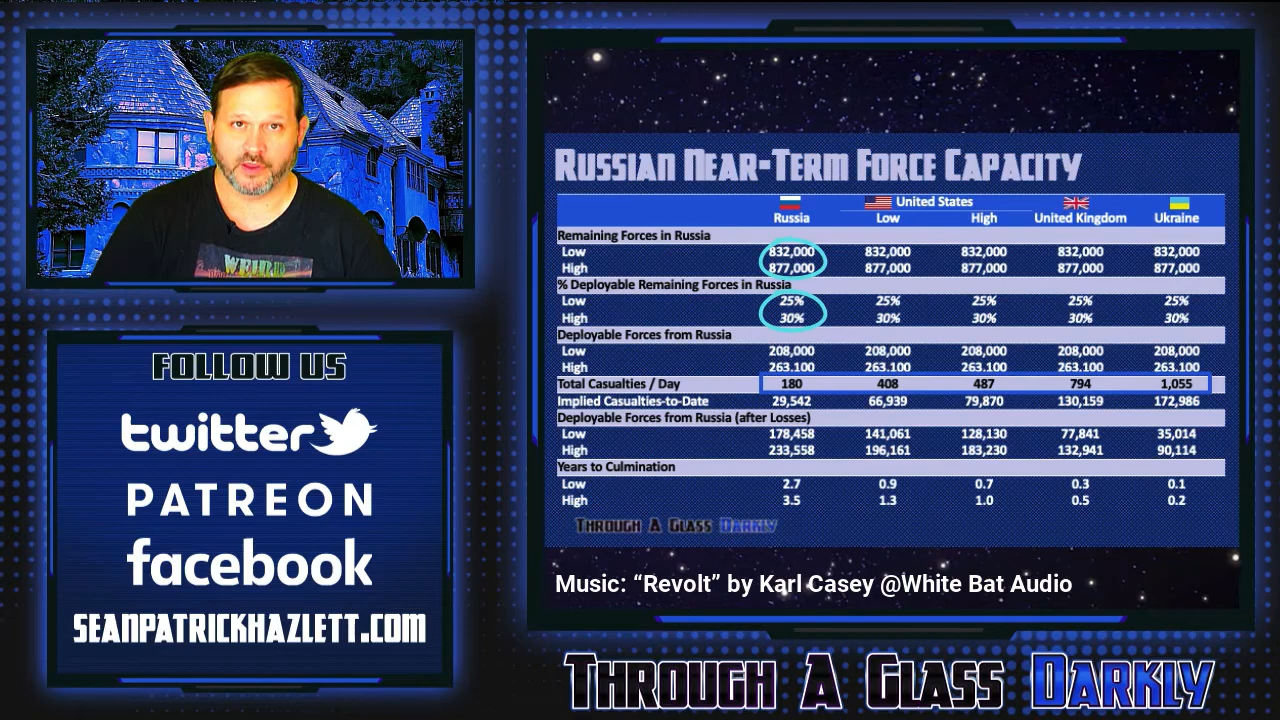 WEIRD
FOLLOW US
twitter
PATREON
facebook
SEANPATRICKHAZLETT.COM
RUSSIAN NEAR-TERM FORCE CAPACITY
United States
Russia Low High United Kingdom Ukraine
Remaining Forces in Russia
Low 832,000 832,000 832,000 832,000 832,000
High 877,000 877,000 877,000 877,000 877,000
% Deployable Remaining Forces in Russia
Low 25% 25% 25% 25% 25%
High 30% 30% 30% 30% 30%
Deployable Forces from Russia
Low 208,000 208,000 208,000 208,000 208,000
High 263.100 263.100 263.100 263.100 263.100
Total Casualties / Day 180 408 487 794 1,055
Implied Casualties-to-Date 29,542 66,939 79,870 130,159 172,986
Deployable Forces from Russia (after Losses)
Low 178,458 141,061 128,130 77,841 35,014
High 233,558 196,161 183,230 132,941 90,114
Years to Culmination
Low 2.7 0.9 0.7 0.3 0.1
High 3.5 1.3 1.0 0.5 0.2
THROUGH A GLASS DARKLY
Music: “Revolt” by Karl Casey @White Bat Audio
THROUGH A GLASS DARKLY